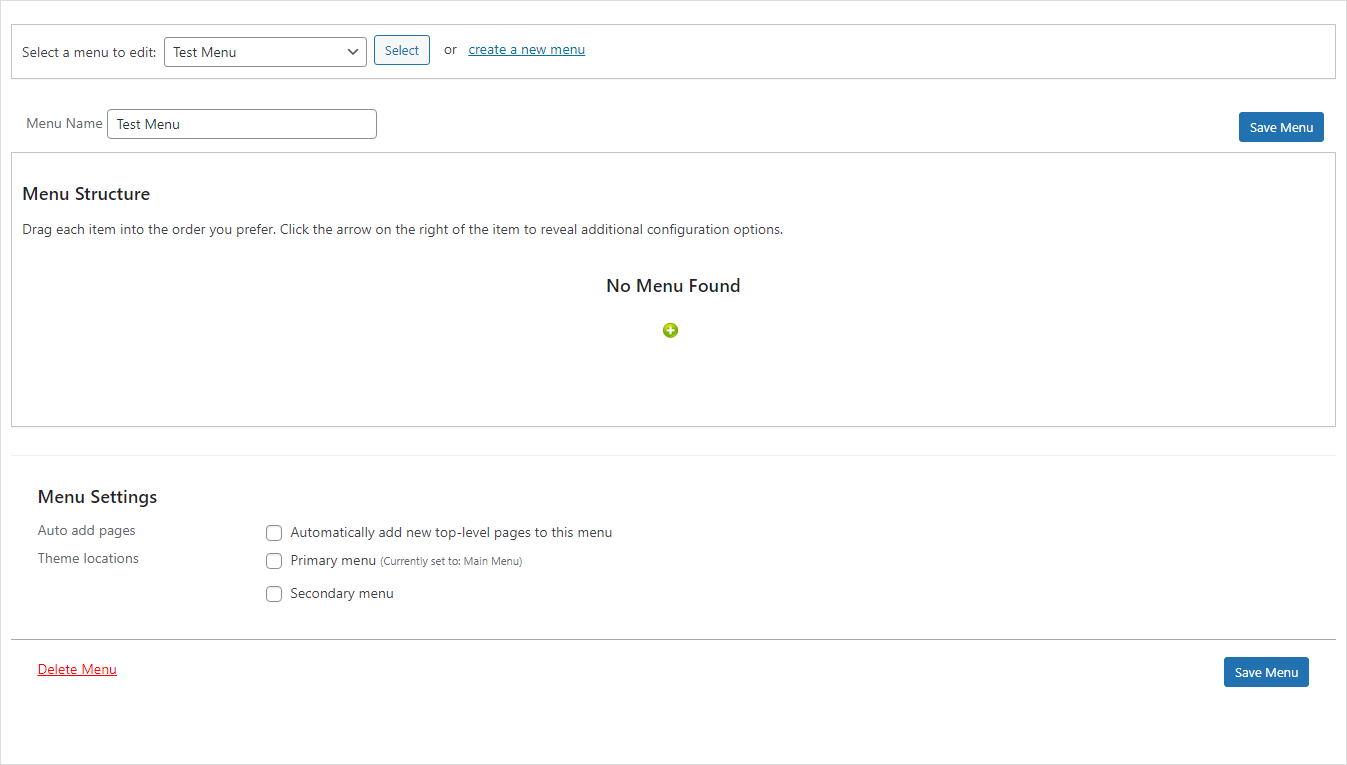 Select a menu to edit: Test Menu Select or create a new menu
Menu Name Test Menu Save Menu
Menu Structure
Drag each item into the order you prefer. Click the arrow on the right of the item to reveal additional configuration options.
No Menu Found
Menu Settings
Auto add pages Automatically add new top-level pages to this menu
Theme locations Primary menu (Currently set to: Main Menu)
Secondary menu
Delete Menu Save Menu